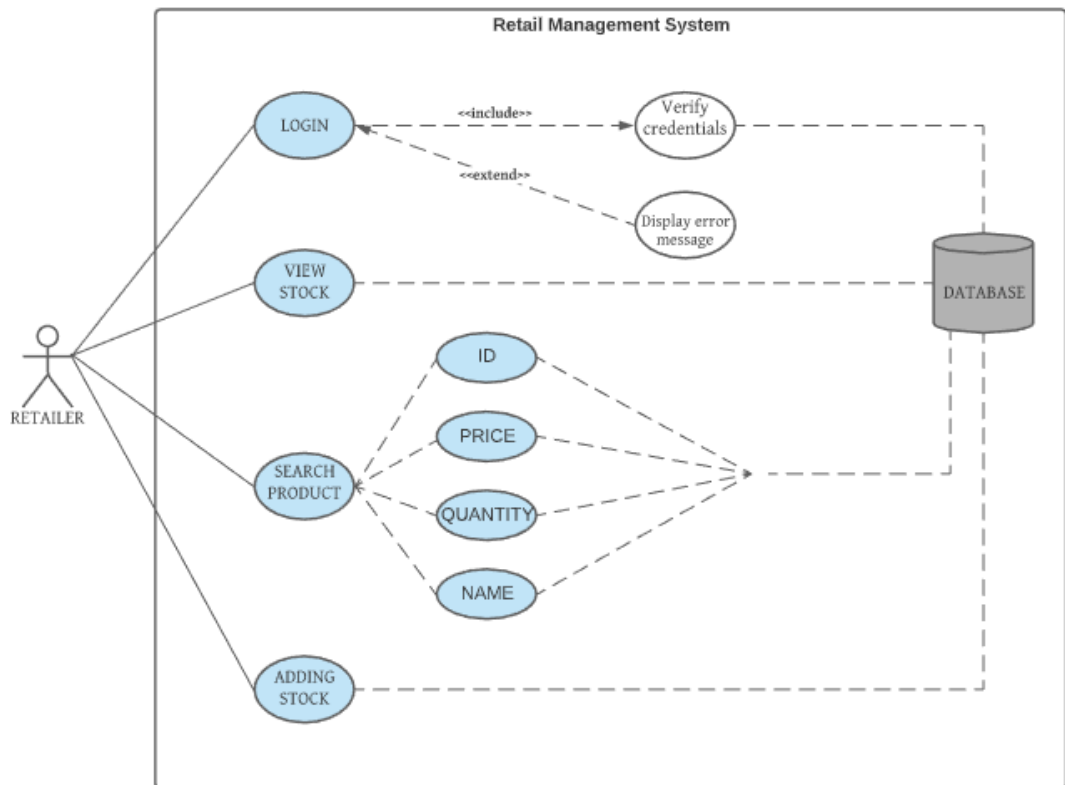 Retail Management System
LOGIN
<<include>>
Verify
credentials
<<extend>>
Display error
message
VIEW
STOCK
DATABASE
RETAILER
ID
PRICE
SEARCH
PRODUCT
QUANTITY
NAME
ADDING
STOCK